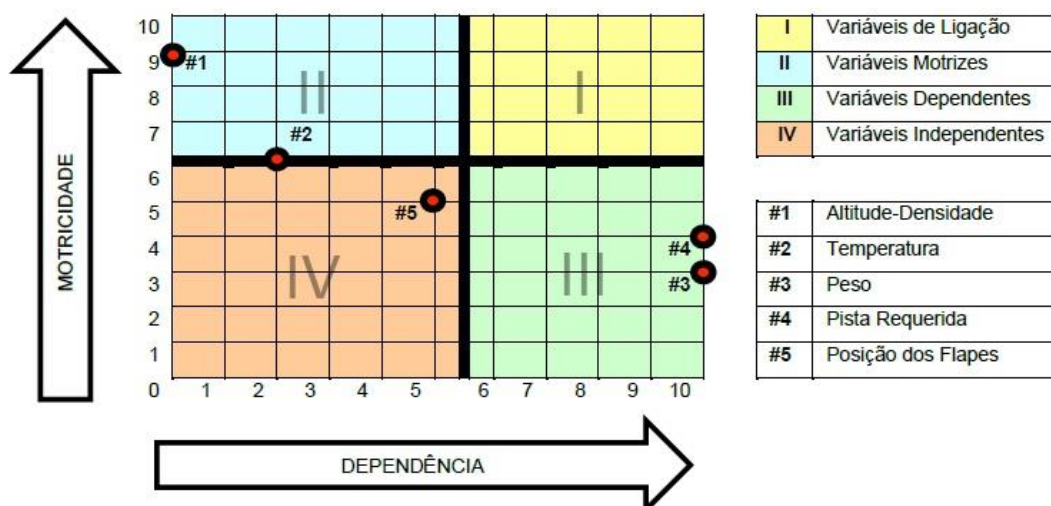 MOTRICIDADE
10
9
8
7
6
5
4
3
2
1
0
#1
II
I
#2
#5
#4
IV
III
#3
1 2 3 4 5 6 7 8 9 10
DEPENDÊNCIA
I Variáveis de Ligação
II Variáveis Motrizes
III Variáveis Dependentes
IV Variáveis Independentes
#1 Altitude-Densidade
#2 Temperatura
#3 Peso
#4 Pista Requerida
#5 Posição dos Flapes